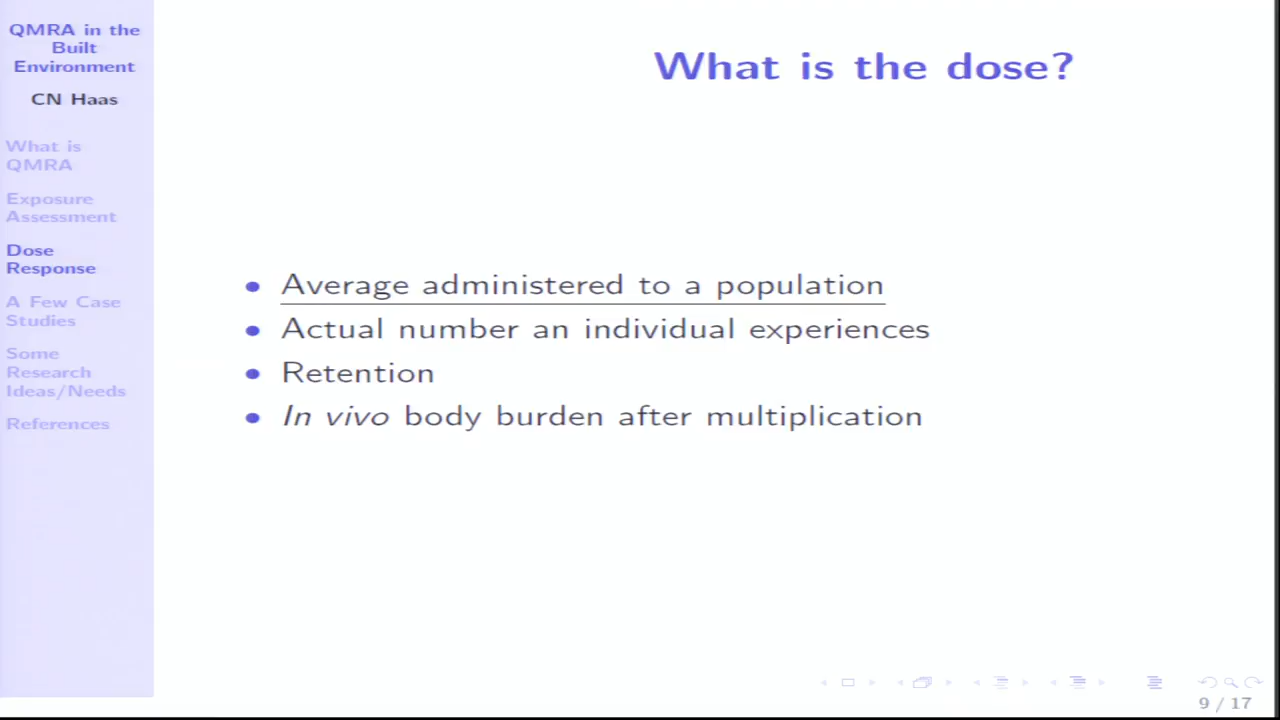 QMRA in the
Built
Environment
CN Haas
What is
QMRA
Exposure
Assessment
Dose
Response
A Few Case
Studies
Some
Research
Ideas/Needs
References
What is the dose?
• Average administered to a population
• Actual number an individual experiences
• Retention
• In vivo body burden after multiplication
9 / 17